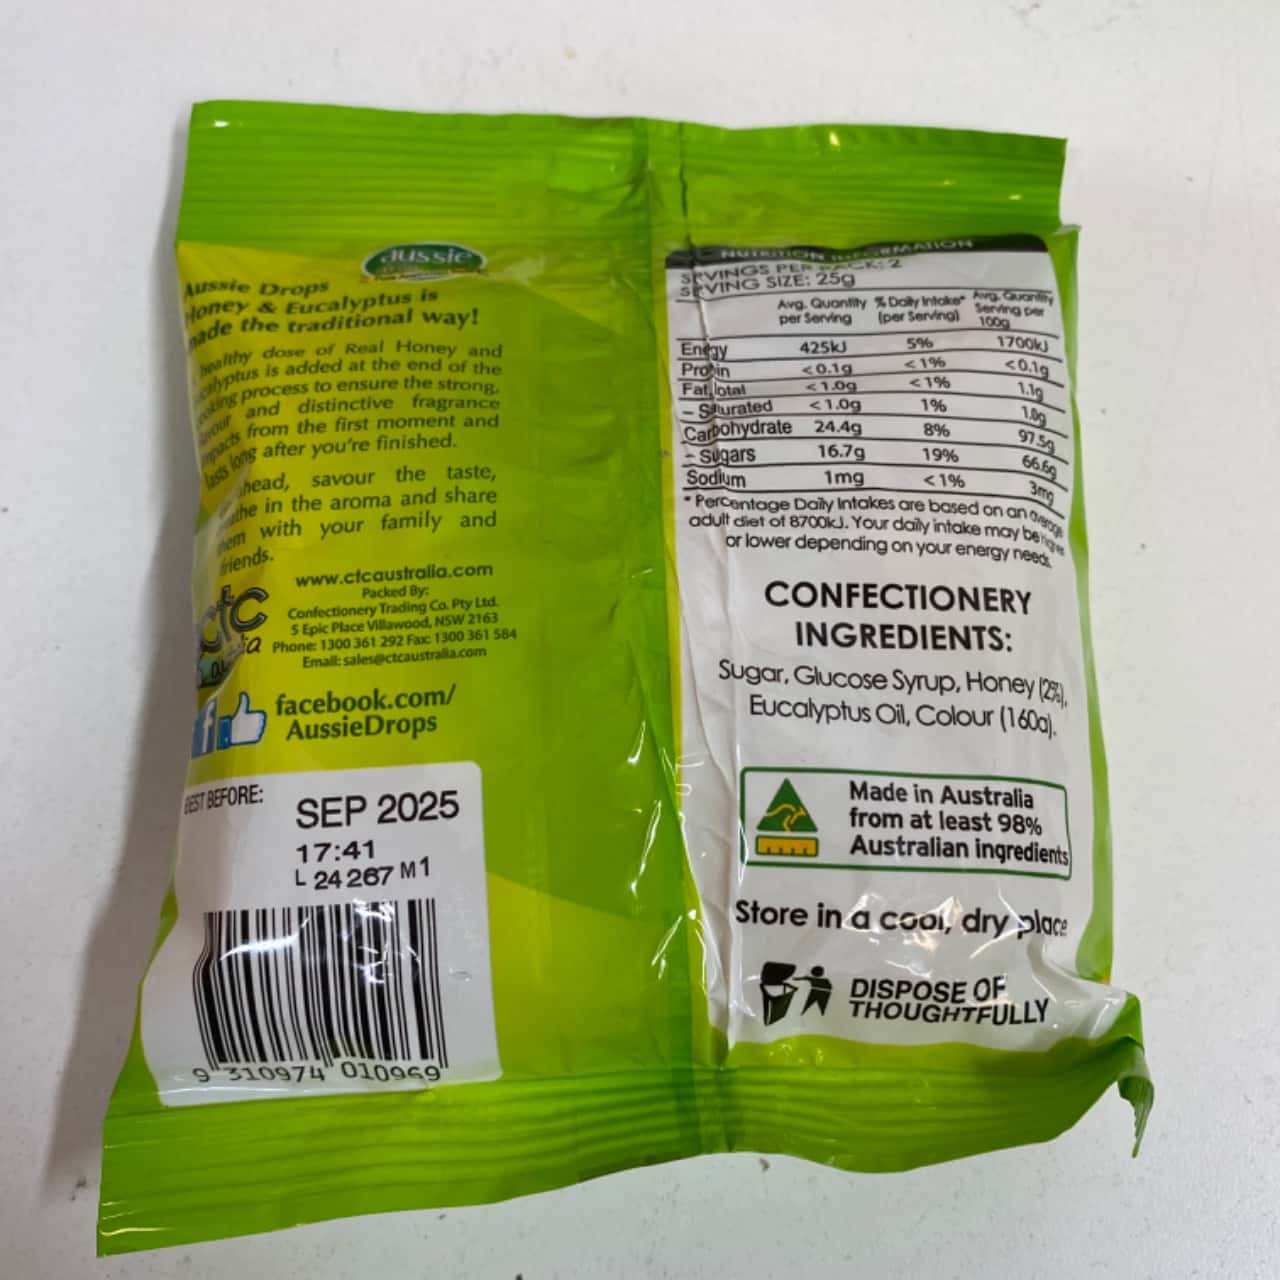 aussie
Aussie Drops
Honey & Eucalyptus is
made the traditional way!
healthy dose of Real Honey and
Eucalyptus is added at the end of the
cooking process to ensure the strong,
flavour and distinctive fragrance
impacts from the first moment and
lasts long after you're finished.
ahead, savour the taste,
breathe in the aroma and share
them with your family and
friends.
www.ctcaustralia.com
Packed By:
Confectionery Trading Co. Pty Ltd.
5 Epic Place Villawood, NSW 2163
Phone: 1300 361 292 Fax: 1300 361 584
Email: sales@ctcaustralia.com
ctc
facebook.com/
AussieDrops
BEST BEFORE:
SEP 2025
17:41
L 24267 M1
9 310974 010969
NUTRITION INFORMATION
SERVINGS PER PACK: 2
SERVING SIZE: 25g
Avg. Quantity per Serving % Daily Intake* (per Serving) Avg. Quantity Serving per 100g
Energy 425kJ 5% 1700kJ
Protein <0.1g <1% <0.1g
Fat, Total <1.0g <1% 1.1g
– Saturated <1.0g 1% 1.0g
Carbohydrate 24.4g 8% 97.5g
– Sugars 16.7g 19% 66.6g
Sodium 1mg <1% 3mg
* Percentage Daily Intakes are based on an average
adult diet of 8700kJ. Your daily intake may be higher
or lower depending on your energy needs.
CONFECTIONERY
INGREDIENTS:
Sugar, Glucose Syrup, Honey (2%),
Eucalyptus Oil, Colour (160a).
Made in Australia
from at least 98%
Australian ingredients
Store in a cool, dry place
DISPOSE OF
THOUGHTFULLY